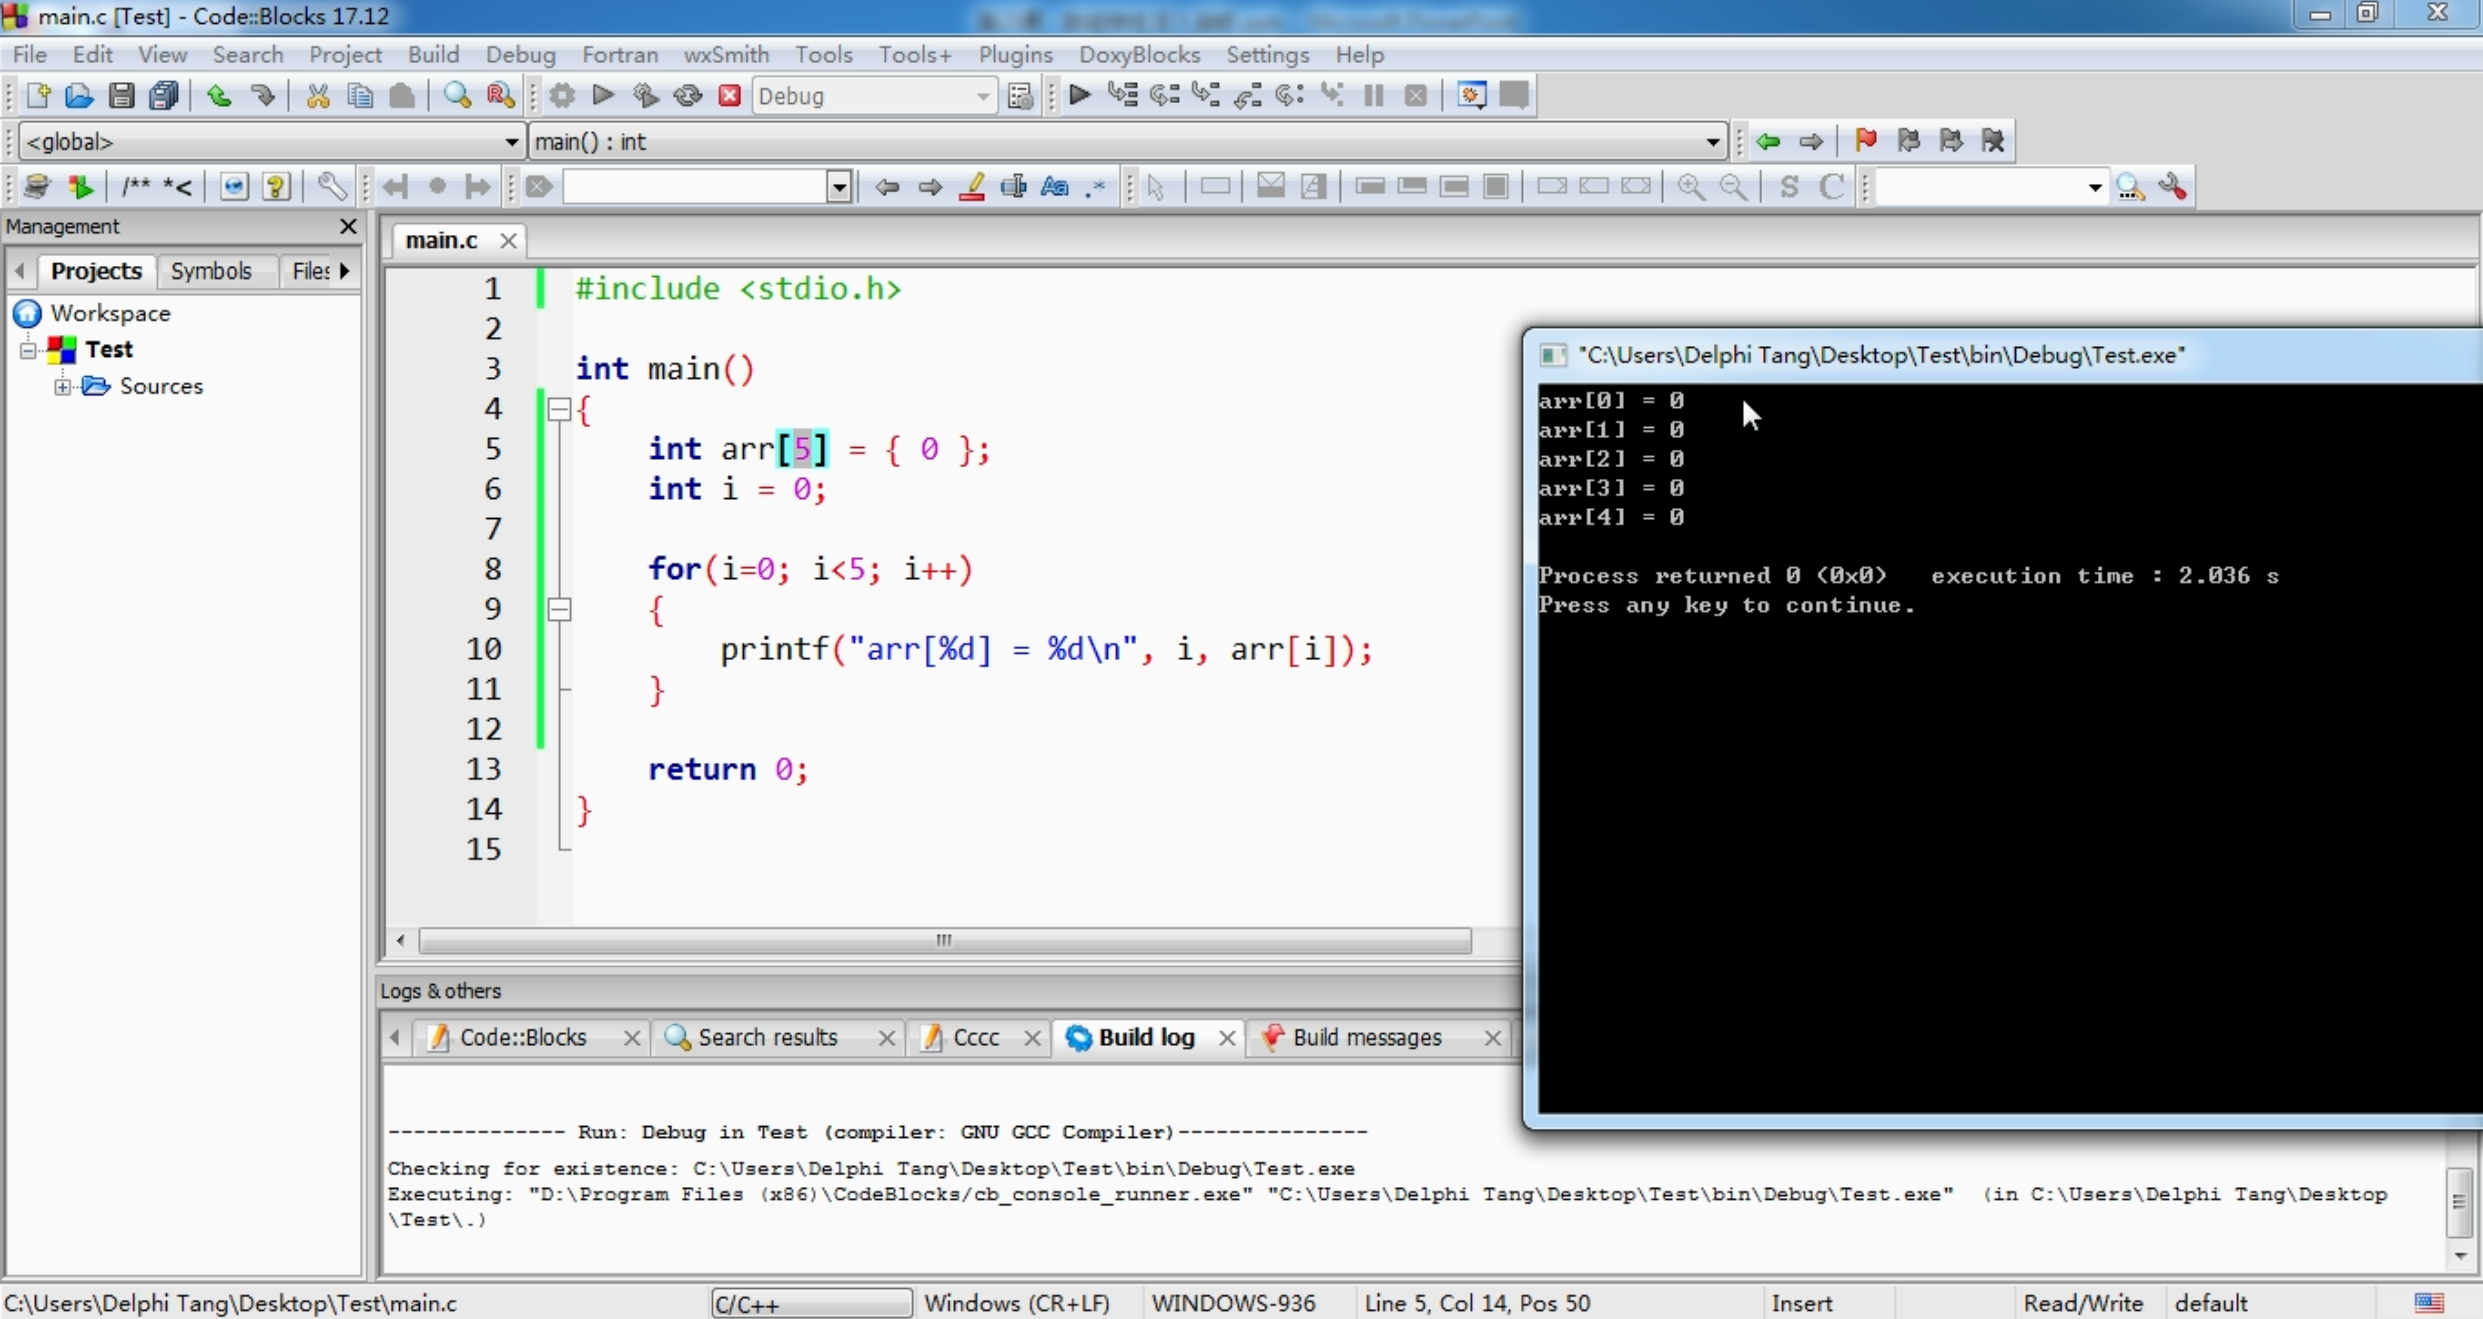 main.c [Test] - Code::Blocks 17.12
File Edit View Search Project Build Debug Fortran wxSmith Tools Tools+ Plugins DoxyBlocks Settings Help
Debug
<global> main() : int
/** *< S C
Management
main.c
Projects Symbols Files
Workspace
Test
Sources
1 #include <stdio.h>
2
3 int main()
4 {
5 int arr[5] = { 0 };
6 int i = 0;
7
8 for(i=0; i<5; i++)
9 {
10 printf("arr[%d] = %d\n", i, arr[i]);
11 }
12
13 return 0;
14 }
15
"C:\Users\Delphi Tang\Desktop\Test\bin\Debug\Test.exe"
arr[0] = 0
arr[1] = 0
arr[2] = 0
arr[3] = 0
arr[4] = 0
Process returned 0 (0x0) execution time : 2.036 s
Press any key to continue.
Logs & others
Code::Blocks Search results Cccc Build log Build messages
-------------- Run: Debug in Test (compiler: GNU GCC Compiler)---------------
Checking for existence: C:\Users\Delphi Tang\Desktop\Test\bin\Debug\Test.exe
Executing: "D:\Program Files (x86)\CodeBlocks/cb_console_runner.exe" "C:\Users\Delphi Tang\Desktop\Test\bin\Debug\Test.exe" (in C:\Users\Delphi Tang\Desktop
\Test\.)
C:\Users\Delphi Tang\Desktop\Test\main.c C/C++ Windows (CR+LF) WINDOWS-936 Line 5, Col 14, Pos 50 Insert Read/Write default